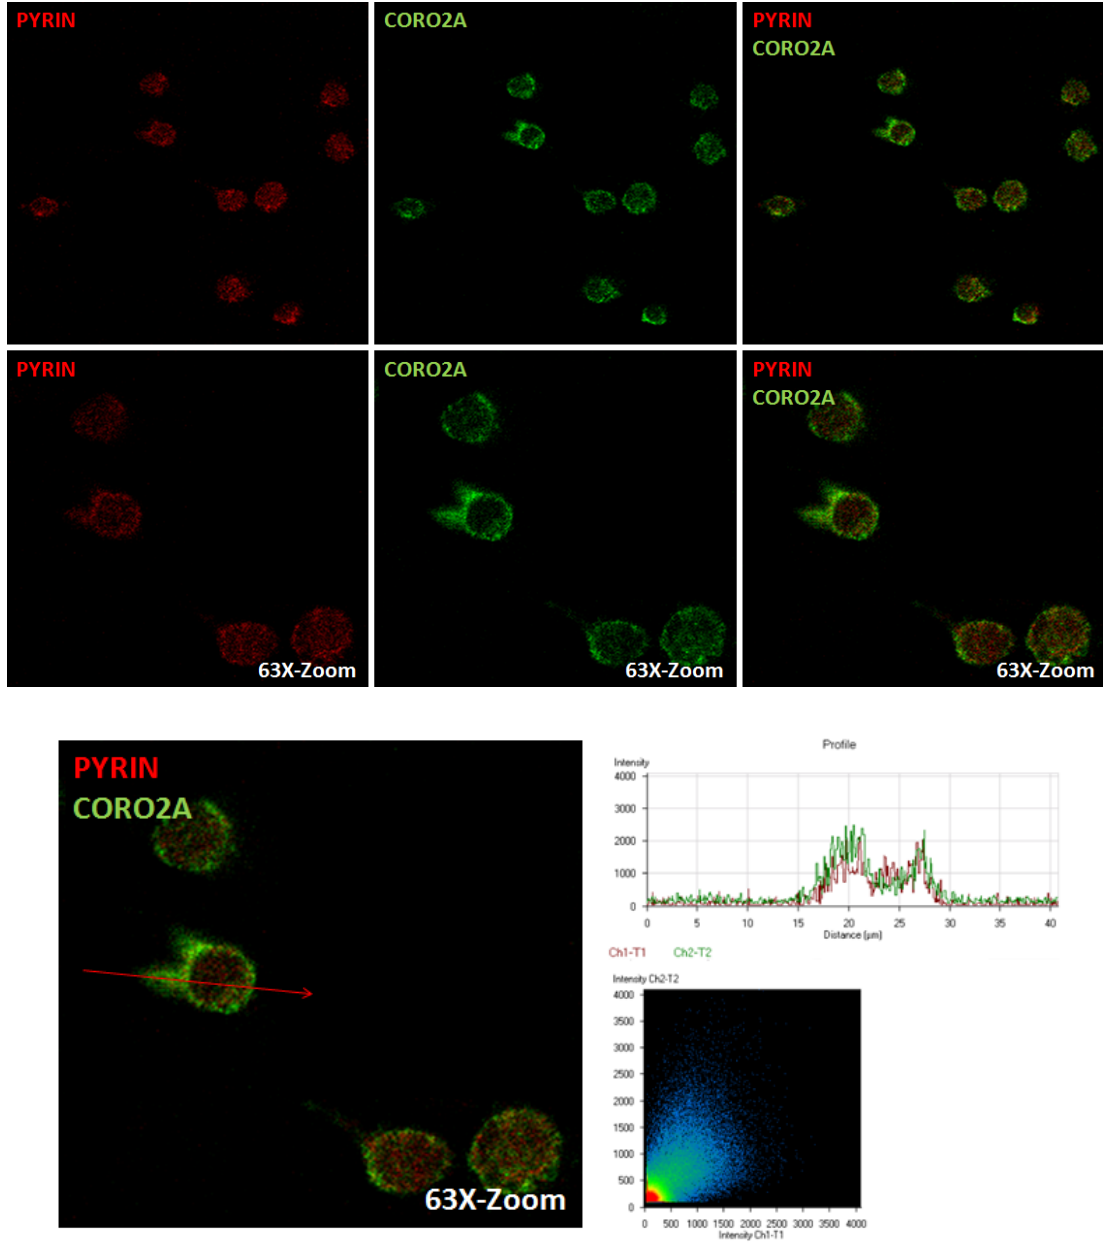 PYRIN
CORO2A
PYRIN
CORO2A
PYRIN
63X-Zoom
CORO2A
63X-Zoom
PYRIN
CORO2A
63X-Zoom
PYRIN
CORO2A
63X-Zoom
Profile
Intensity
4000
3000
2000
1000
0
0 5 10 15 20 25 30 35 40
Distance (µm)
Ch1-T1 Ch2-T2
Intensity Ch2-T2
4000
3500
3000
2500
2000
1500
1000
500
0
0 500 1000 1500 2000 2500 3000 3500 4000
Intensity Ch1-T1